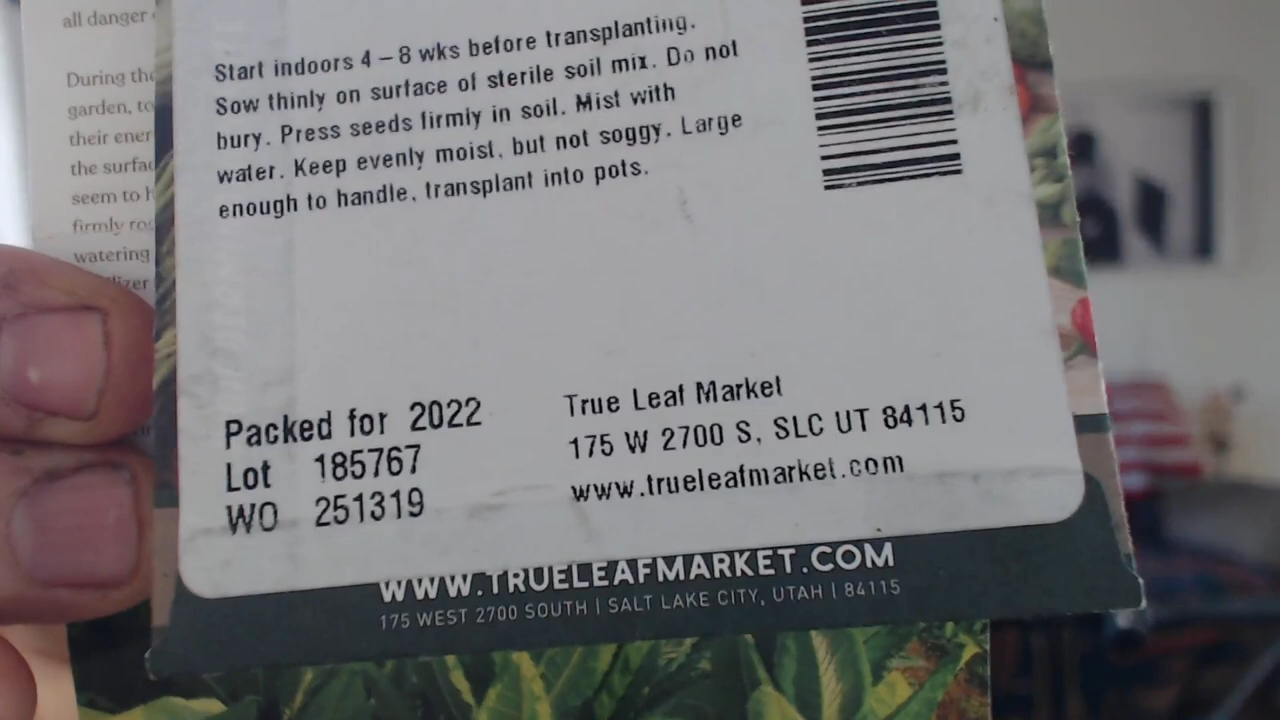 all danger
During the
garden, to
their ener
the surfac
seem to h
firmly roo
watering
Start indoors 4 – 8 wks before transplanting.
Sow thinly on surface of sterile soil mix. Do not
bury. Press seeds firmly in soil. Mist with
water. Keep evenly moist, but not soggy. Large
enough to handle, transplant into pots.
Packed for 2022
Lot 185767
WO 251319
True Leaf Market
175 W 2700 S, SLC UT 84115
www.trueleafmarket.com
WWW.TRUELEAFMARKET.COM
175 WEST 2700 SOUTH | SALT LAKE CITY, UTAH | 84115